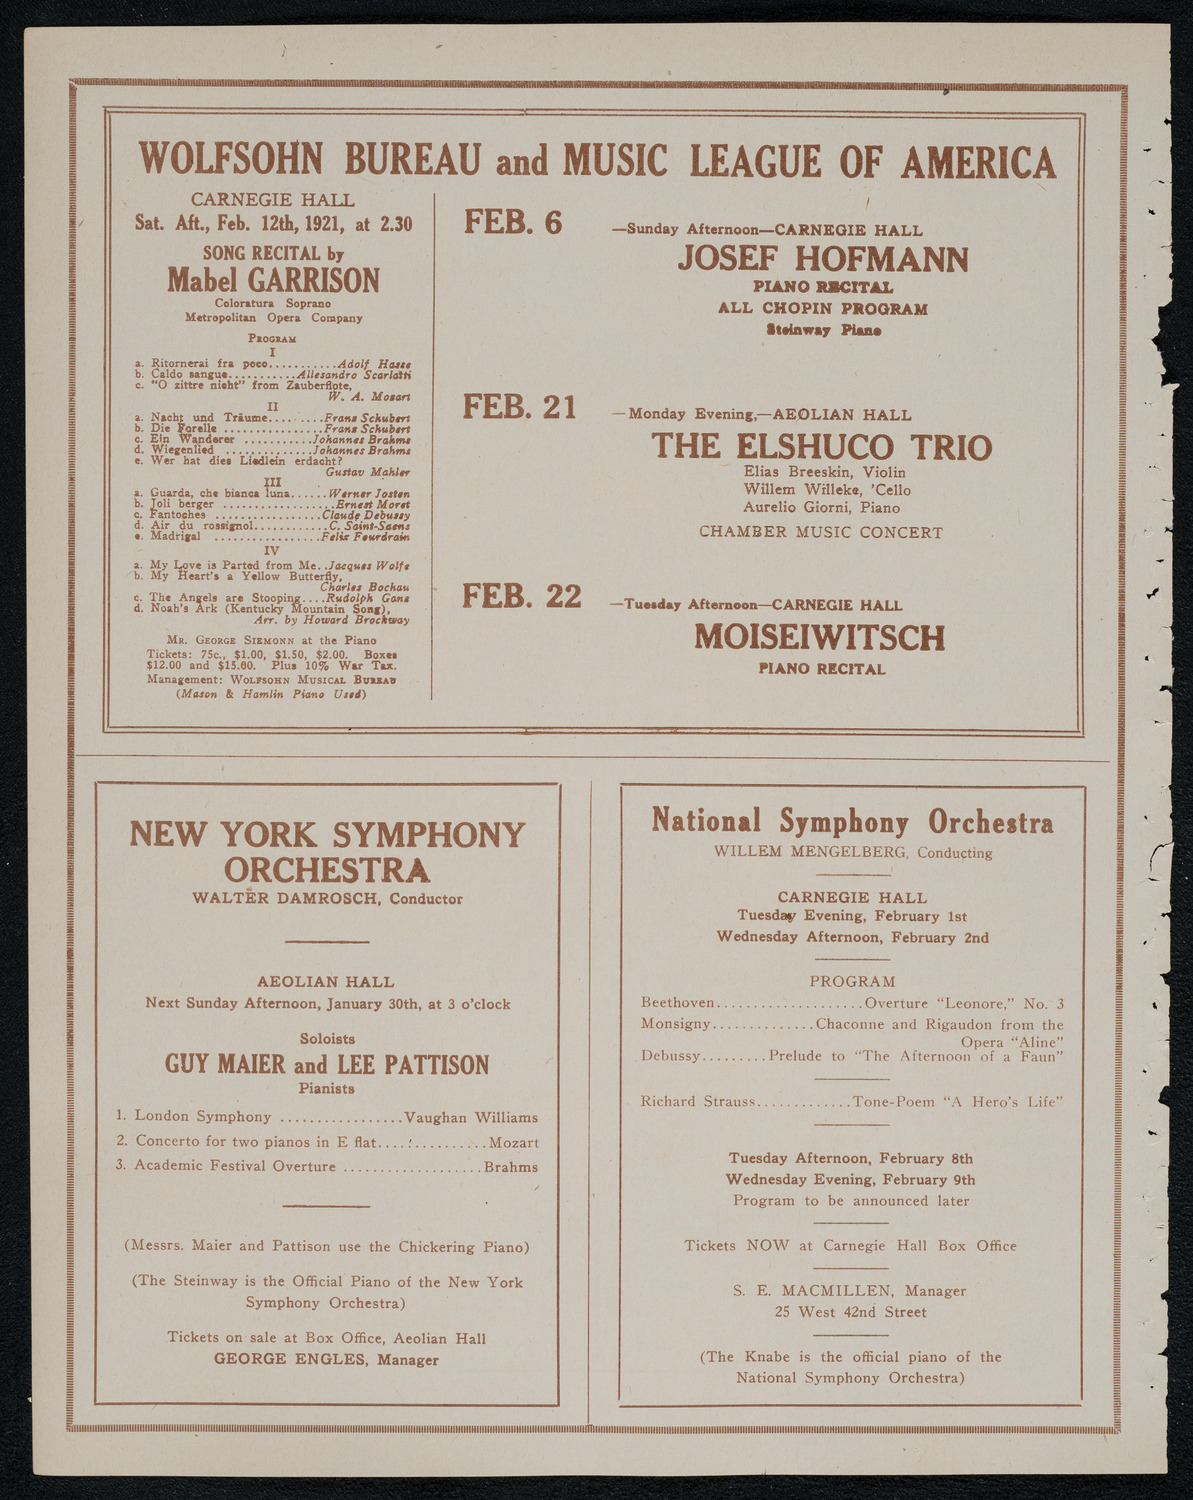 WOLFSOHN BUREAU and MUSIC LEAGUE OF AMERICA
CARNEGIE HALL
Sat. Aft., Feb. 12th, 1921, at 2.30
SONG RECITAL by
Mabel GARRISON
Coloratura Soprano
Metropolitan Opera Company
PROGRAM
I
a. Ritornerai fra poco...........Adolf Hasse
b. Caldo sangue..........Allesandro Scarlatti
c. "O zittre nicht" from Zauberflote,
W. A. Mozart
II
a. Nacht und Träume.........Franz Schubert
b. Die Forelle ................Franz Schubert
c. Ein Wanderer ...........Johannes Brahms
d. Wiegenlied ..............Johannes Brahms
e. Wer hat dies Liedlein erdacht?
Gustav Mahler
III
a. Guarda, che bianca luna......Werner Josten
b. Joli berger ..................Ernest Moret
c. Fantoches .................Claude Debussy
d. Air du rossignol............C. Saint-Saens
e. Madrigal .................Felix Fourdrain
IV
a. My Love is Parted from Me..Jacques Wolfe
b. My Heart's a Yellow Butterfly,
Charles Bochau
c. The Angels are Stooping....Rudolph Ganz
d. Noah's Ark (Kentucky Mountain Song),
Arr. by Howard Brockway
MR. GEORGE SIEMONN at the Piano
Tickets: 75c., $1.00, $1.50, $2.00. Boxes
$12.00 and $15.00. Plus 10% War Tax.
Management: WOLFSOHN MUSICAL BUREAU
(Mason & Hamlin Piano Used)
FEB. 6 —Sunday Afternoon—CARNEGIE HALL
JOSEF HOFMANN
PIANO RECITAL
ALL CHOPIN PROGRAM
Steinway Piano
FEB. 21 —Monday Evening,—AEOLIAN HALL
THE ELSHUCO TRIO
Elias Breeskin, Violin
Willem Willeke, 'Cello
Aurelio Giorni, Piano
CHAMBER MUSIC CONCERT
FEB. 22 —Tuesday Afternoon—CARNEGIE HALL
MOISEIWITSCH
PIANO RECITAL
NEW YORK SYMPHONY
ORCHESTRA
WALTER DAMROSCH, Conductor
AEOLIAN HALL
Next Sunday Afternoon, January 30th, at 3 o'clock
Soloists
GUY MAIER and LEE PATTISON
Pianists
1. London Symphony .................Vaughan Williams
2. Concerto for two pianos in E flat...............Mozart
3. Academic Festival Overture ...................Brahms
(Messrs. Maier and Pattison use the Chickering Piano)
(The Steinway is the Official Piano of the New York
Symphony Orchestra)
Tickets on sale at Box Office, Aeolian Hall
GEORGE ENGLES, Manager
National Symphony Orchestra
WILLEM MENGELBERG, Conducting
CARNEGIE HALL
Tuesday Evening, February 1st
Wednesday Afternoon, February 2nd
PROGRAM
Beethoven....................Overture "Leonore," No. 3
Monsigny..............Chaconne and Rigaudon from the
Opera "Aline"
Debussy.........Prelude to "The Afternoon of a Faun"
Richard Strauss.............Tone-Poem "A Hero's Life"
Tuesday Afternoon, February 8th
Wednesday Evening, February 9th
Program to be announced later
Tickets NOW at Carnegie Hall Box Office
S. E. MACMILLEN, Manager
25 West 42nd Street
(The Knabe is the official piano of the
National Symphony Orchestra)